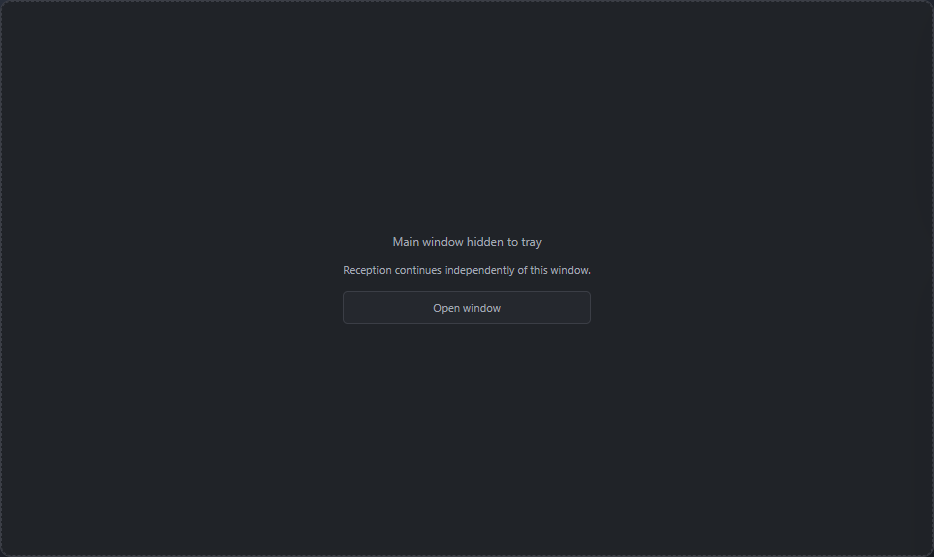 Main window hidden to tray
Reception continues independently of this window.
Open window